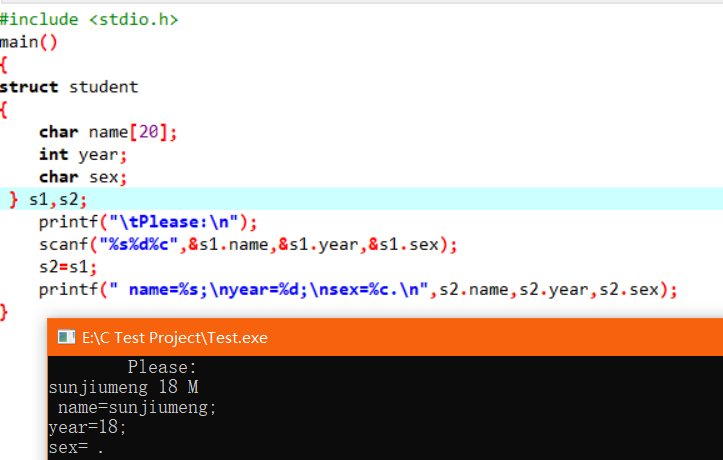 #include <stdio.h>
main()
{
struct student
{
    char name[20];
    int year;
    char sex;
 } s1,s2;
    printf("\tPlease:\n");
    scanf("%s%d%c",&s1.name,&s1.year,&s1.sex);
    s2=s1;
    printf(" name=%s;\nyear=%d;\nsex=%c.\n",s2.name,s2.year,s2.sex);
}
E:\C Test Project\Test.exe
        Please:
sunjiumeng 18 M
 name=sunjiumeng;
year=18;
sex= .